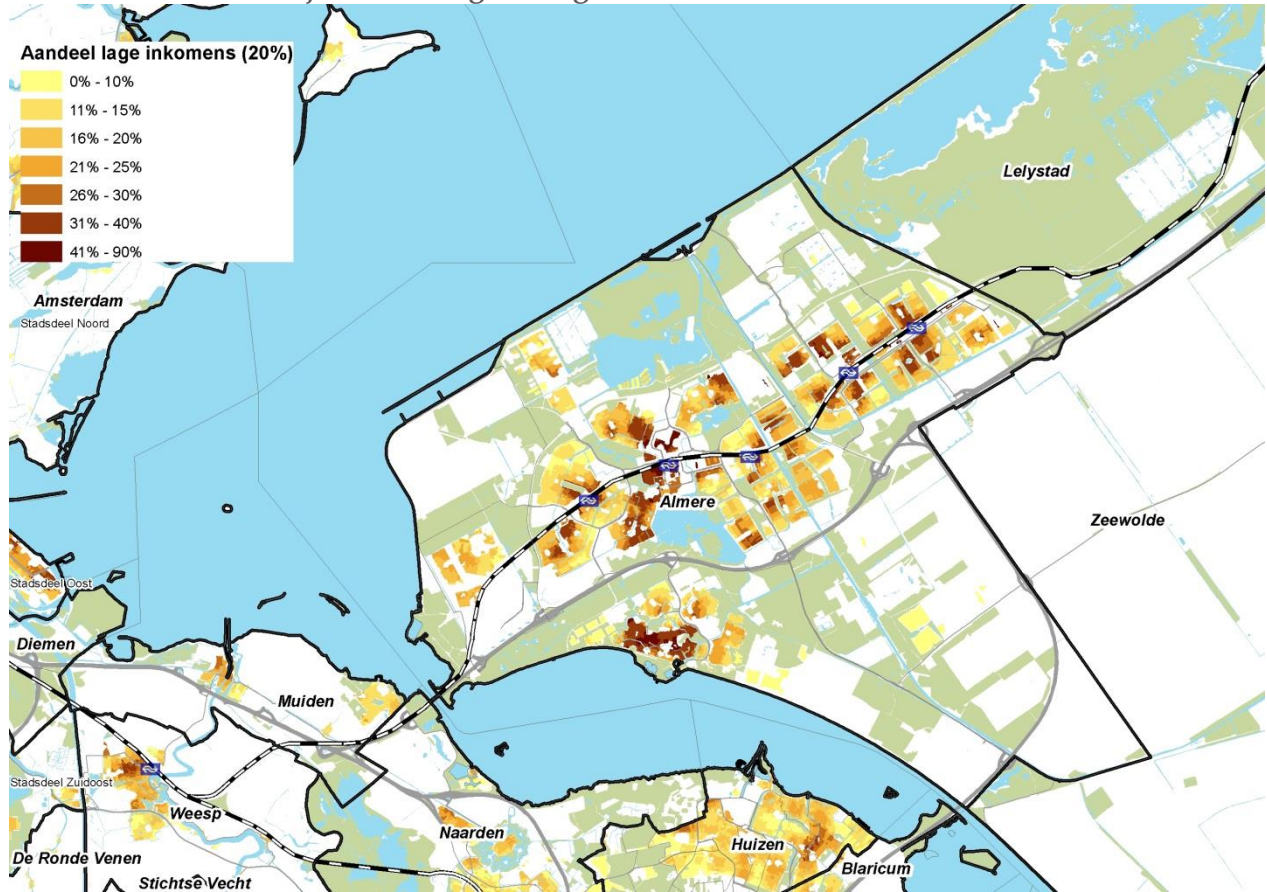 Aandeel lage inkomens (20%)
0% - 10%
11% - 15%
16% - 20%
21% - 25%
26% - 30%
31% - 40%
41% - 90%
Lelystad
Amsterdam
Stadsdeel Noord
Almere
Zeewolde
Stadsdeel Oost
Diemen
Muiden
Stadsdeel Zuidoost
Weesp
Naarden
Huizen
De Ronde Venen
Blaricum
Stichtse Vecht